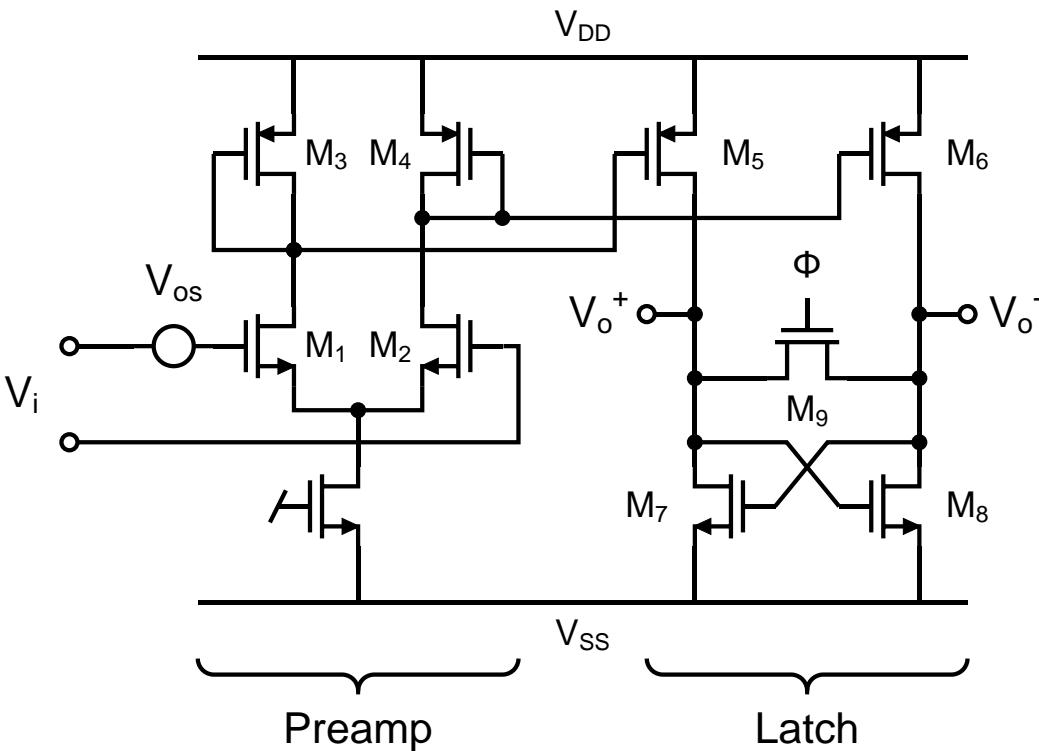 V_DD
M_3
M_4
M_5
M_6
V_os
Φ
V_o^+
V_o^-
M_1
M_2
V_i
M_9
M_7
M_8
V_SS
Preamp
Latch